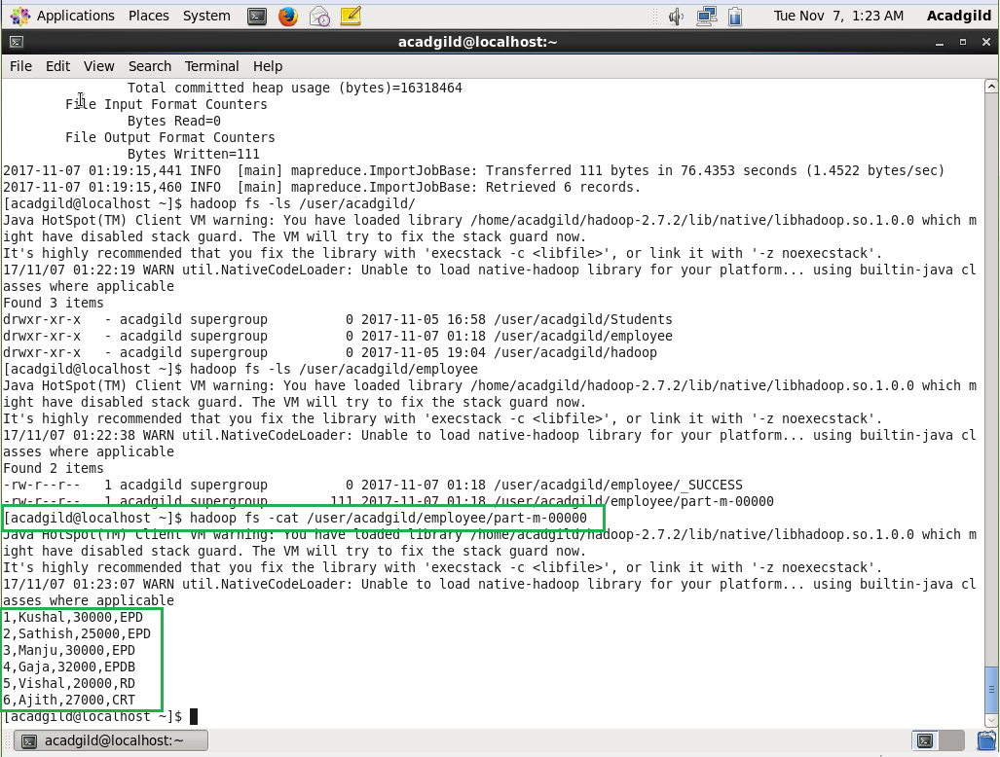 Applications Places System Tue Nov 7, 1:23 AM Acadgild
acadgild@localhost:~
File Edit View Search Terminal Help
Total committed heap usage (bytes)=16318464
File Input Format Counters
Bytes Read=0
File Output Format Counters
Bytes Written=111
2017-11-07 01:19:15,441 INFO  [main] mapreduce.ImportJobBase: Transferred 111 bytes in 76.4353 seconds (1.4522 bytes/sec)
2017-11-07 01:19:15,460 INFO  [main] mapreduce.ImportJobBase: Retrieved 6 records.
[acadgild@localhost ~]$ hadoop fs -ls /user/acadgild/
Java HotSpot(TM) Client VM warning: You have loaded library /home/acadgild/hadoop-2.7.2/lib/native/libhadoop.so.1.0.0 which m
ight have disabled stack guard. The VM will try to fix the stack guard now.
It's highly recommended that you fix the library with 'execstack -c <libfile>', or link it with '-z noexecstack'.
17/11/07 01:22:19 WARN util.NativeCodeLoader: Unable to load native-hadoop library for your platform... using builtin-java cl
asses where applicable
Found 3 items
drwxr-xr-x   - acadgild supergroup          0 2017-11-05 16:58 /user/acadgild/Students
drwxr-xr-x   - acadgild supergroup          0 2017-11-07 01:18 /user/acadgild/employee
drwxr-xr-x   - acadgild supergroup          0 2017-11-05 19:04 /user/acadgild/hadoop
[acadgild@localhost ~]$ hadoop fs -ls /user/acadgild/employee
Java HotSpot(TM) Client VM warning: You have loaded library /home/acadgild/hadoop-2.7.2/lib/native/libhadoop.so.1.0.0 which m
ight have disabled stack guard. The VM will try to fix the stack guard now.
It's highly recommended that you fix the library with 'execstack -c <libfile>', or link it with '-z noexecstack'.
17/11/07 01:22:38 WARN util.NativeCodeLoader: Unable to load native-hadoop library for your platform... using builtin-java cl
asses where applicable
Found 2 items
-rw-r--r--   1 acadgild supergroup          0 2017-11-07 01:18 /user/acadgild/employee/_SUCCESS
-rw-r--r--   1 acadgild supergroup        111 2017-11-07 01:18 /user/acadgild/employee/part-m-00000
[acadgild@localhost ~]$ hadoop fs -cat /user/acadgild/employee/part-m-00000
Java HotSpot(TM) Client VM warning: You have loaded library /home/acadgild/hadoop-2.7.2/lib/native/libhadoop.so.1.0.0 which m
ight have disabled stack guard. The VM will try to fix the stack guard now.
It's highly recommended that you fix the library with 'execstack -c <libfile>', or link it with '-z noexecstack'.
17/11/07 01:23:07 WARN util.NativeCodeLoader: Unable to load native-hadoop library for your platform... using builtin-java cl
asses where applicable
1,Kushal,30000,EPD
2,Sathish,25000,EPD
3,Manju,30000,EPD
4,Gaja,32000,EPDB
5,Vishal,20000,RD
6,Ajith,27000,CRT
[acadgild@localhost ~]$
acadgild@localhost:~